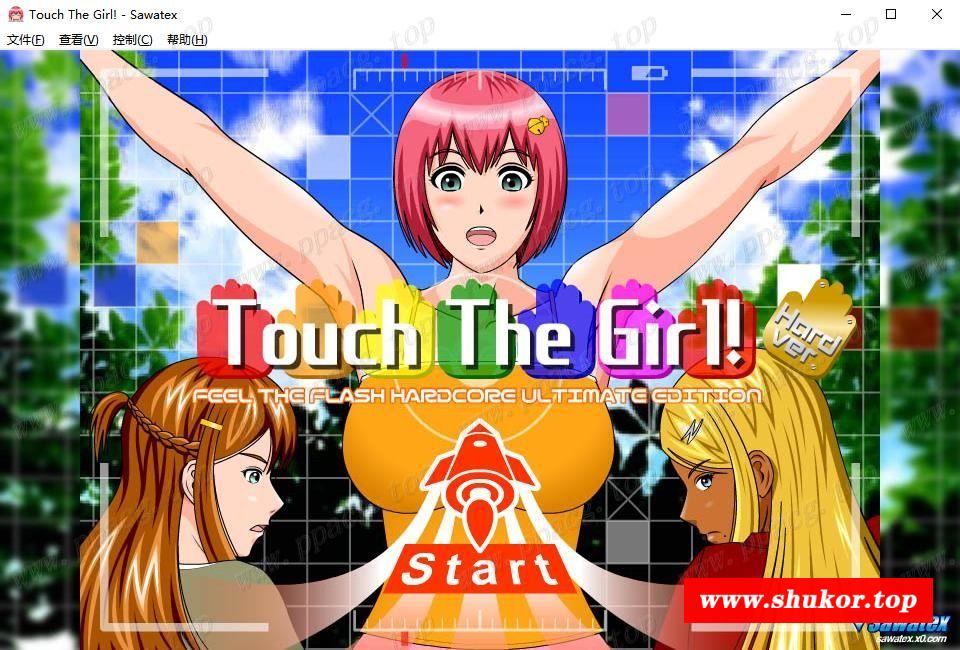 Touch The Girl! - Sawatex
文件(F) 查看(V) 控制(C) 帮助(H)
Touch The Girl!
Hard
ver
FEEL THE FLASH HARDCORE ULTIMATE EDITION
Start
www.shukor.top
Sawatex
sawatex.x0.com
www.ppacg.top